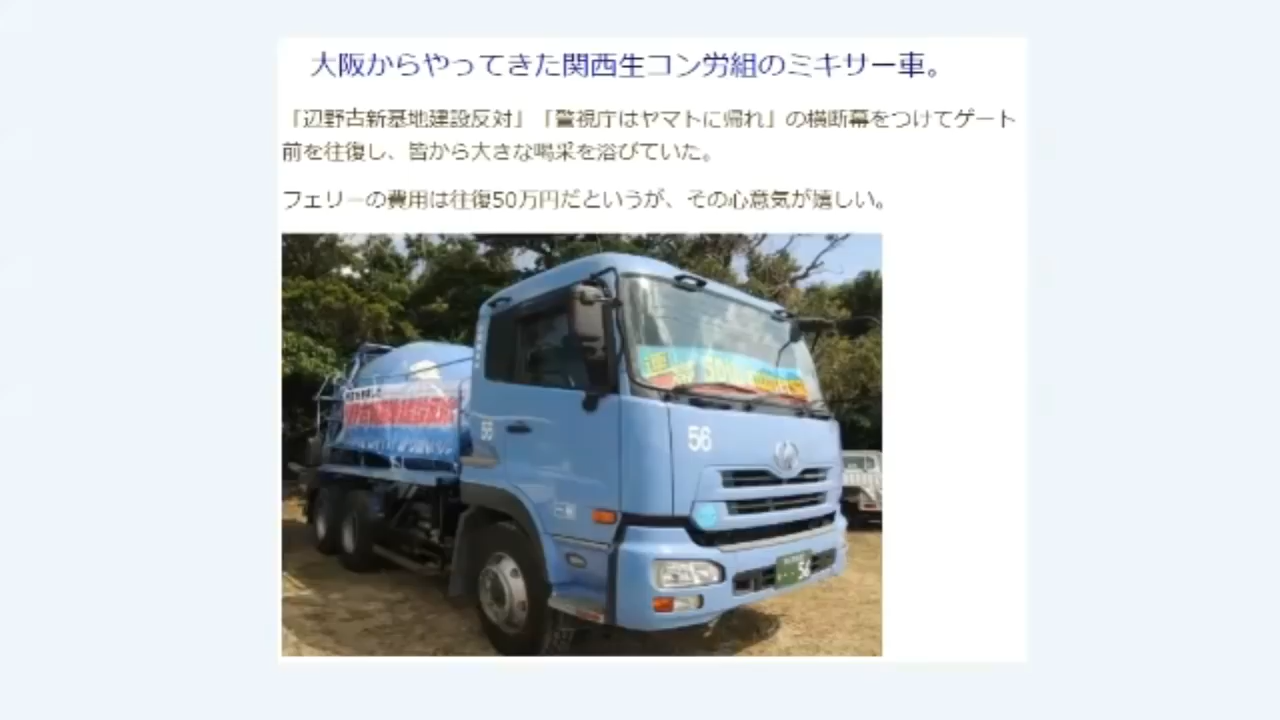 大阪からやってきた関西生コン労組のミキサー車。
「辺野古新基地建設反対」「警視庁はヤマトに帰れ」の横断幕をつけてゲート
前を往復し、皆から大きな喝采を浴びていた。
フェリーの費用は往復50万円だというが、その心意気が嬉しい。
56
56